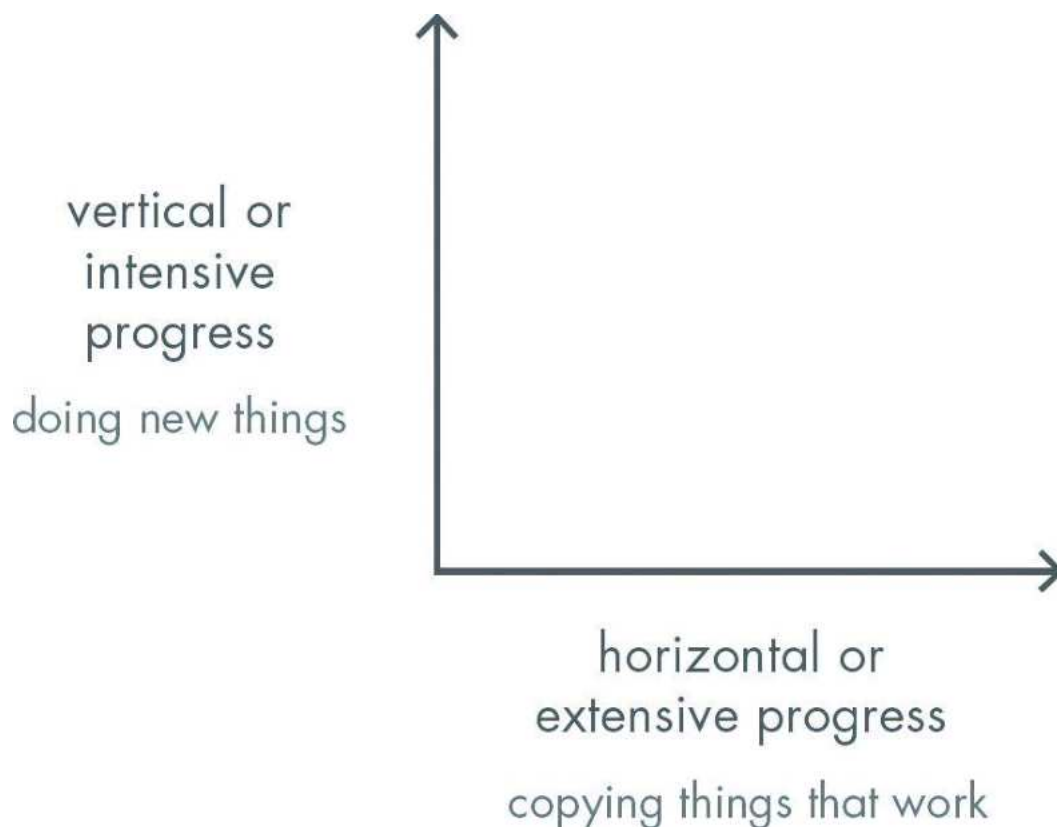 vertical or
intensive
progress
doing new things
horizontal or
extensive progress
copying things that work